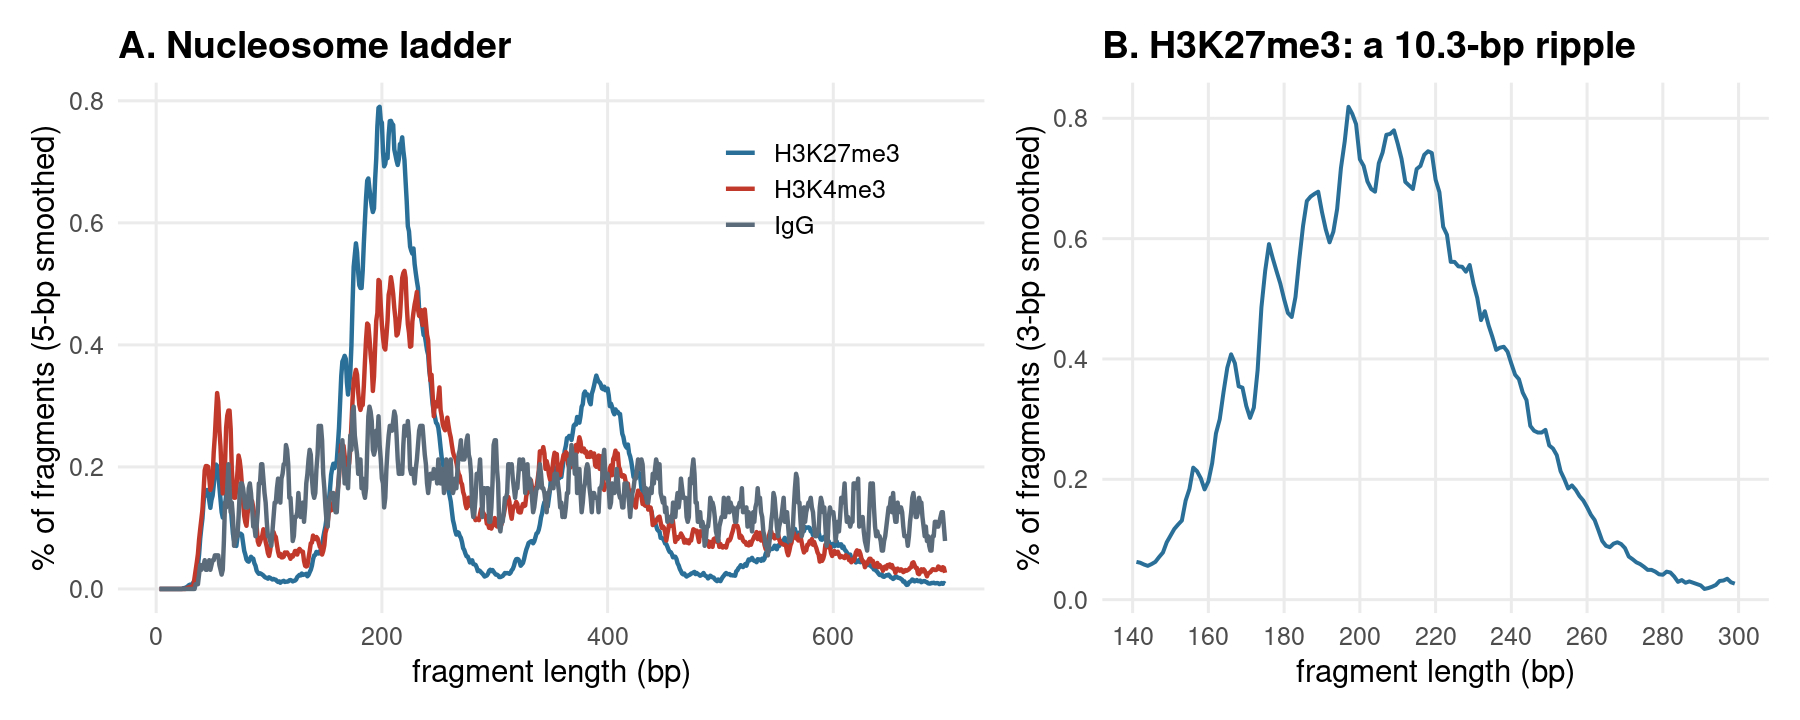 A. Nucleosome ladder
% of fragments (5-bp smoothed)
0.8
0.6
0.4
0.2
0.0
H3K27me3
H3K4me3
IgG
0 200 400 600
fragment length (bp)
B. H3K27me3: a 10.3-bp ripple
% of fragments (3-bp smoothed)
0.8
0.6
0.4
0.2
0.0
140 160 180 200 220 240 260 280 300
fragment length (bp)